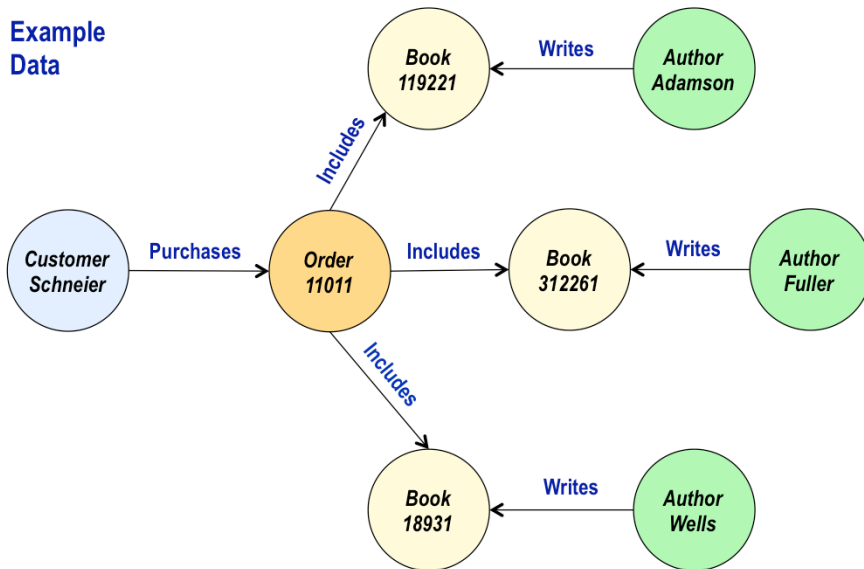 Example
Data
Book
119221
Writes
Author
Adamson
Includes
Customer
Schneier
Purchases
Order
11011
Includes
Book
312261
Writes
Author
Fuller
Includes
Book
18931
Writes
Author
Wells